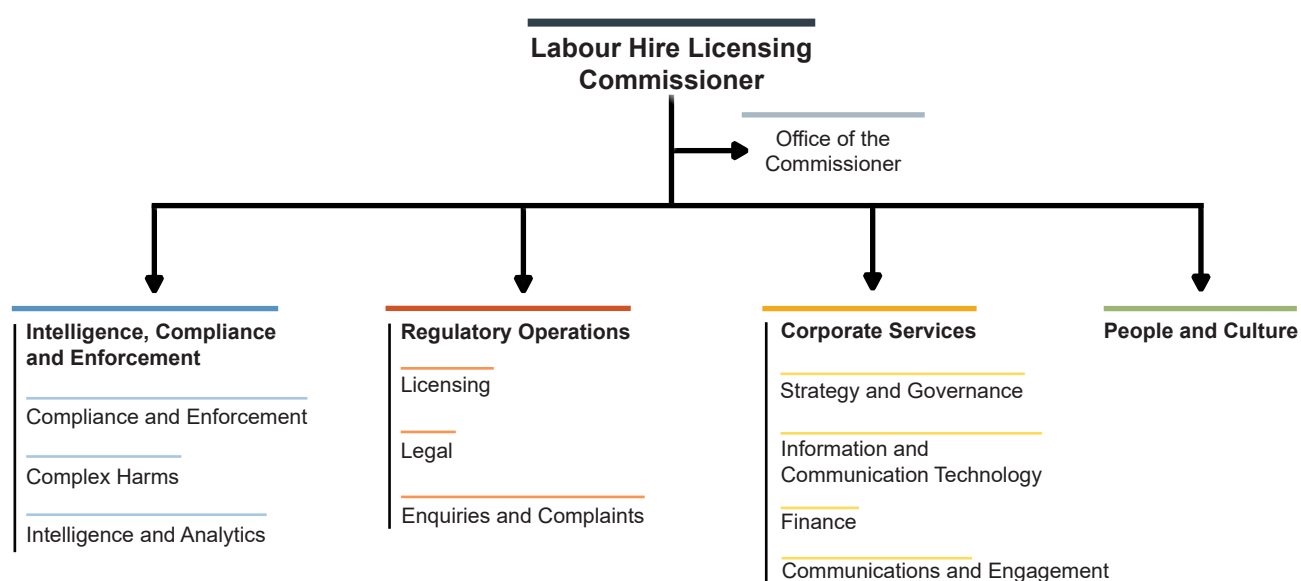 Labour Hire Licensing
Commissioner
Office of the
Commissioner
Intelligence, Compliance
and Enforcement
Compliance and Enforcement
Complex Harms
Intelligence and Analytics
Regulatory Operations
Licensing
Legal
Enquiries and Complaints
Corporate Services
Strategy and Governance
Information and
Communication Technology
Finance
Communications and Engagement
People and Culture